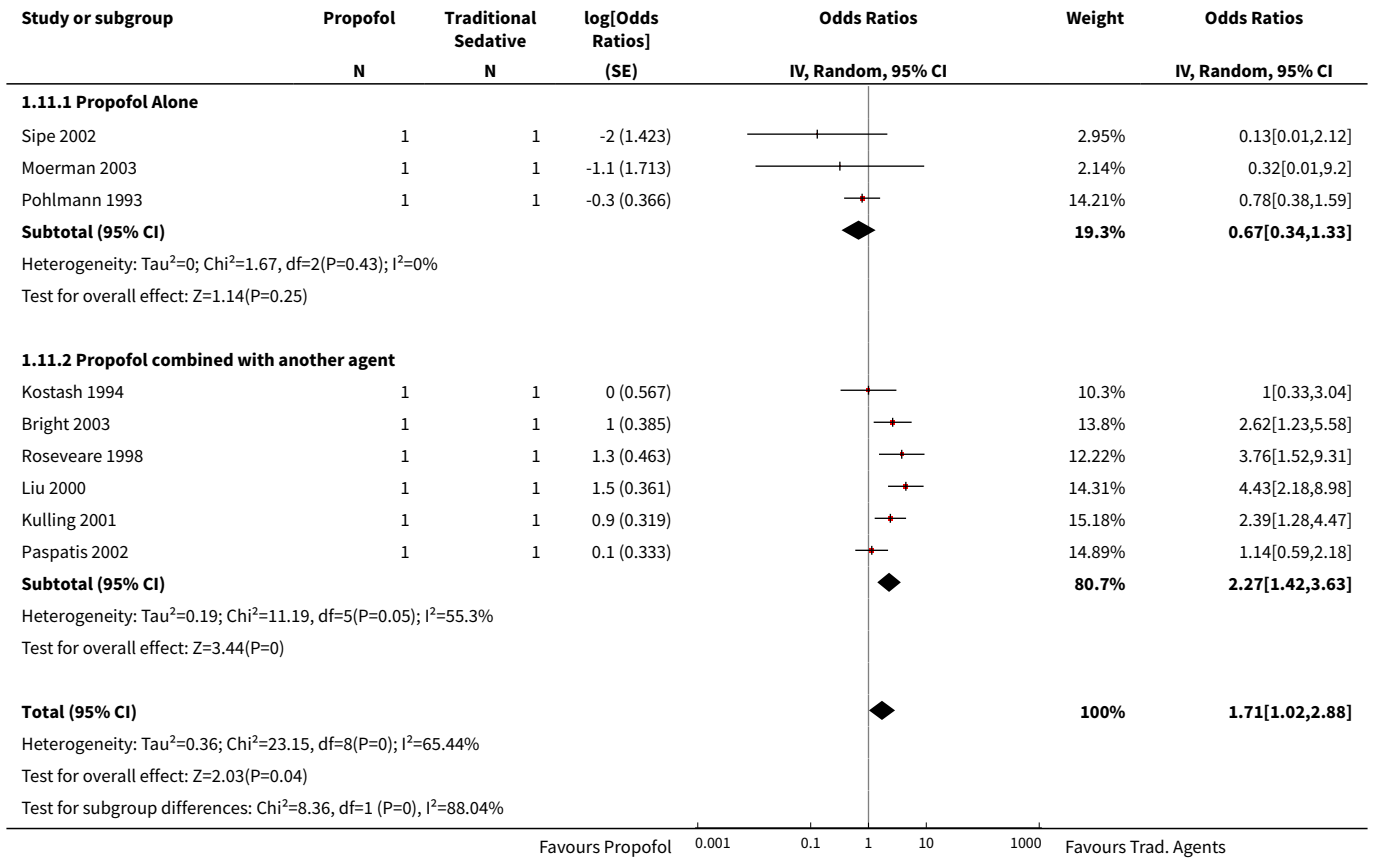 Study or subgroup Propofol Traditional Sedative log[Odds Ratios] Odds Ratios Weight Odds Ratios
N N (SE) IV, Random, 95% CI IV, Random, 95% CI
1.11.1 Propofol Alone
Sipe 2002 1 1 -2 (1.423) 2.95% 0.13[0.01,2.12]
Moerman 2003 1 1 -1.1 (1.713) 2.14% 0.32[0.01,9.2]
Pohlmann 1993 1 1 -0.3 (0.366) 14.21% 0.78[0.38,1.59]
Subtotal (95% CI) 19.3% 0.67[0.34,1.33]
Heterogeneity: Tau²=0; Chi²=1.67, df=2(P=0.43); I²=0%
Test for overall effect: Z=1.14(P=0.25)
1.11.2 Propofol combined with another agent
Kostash 1994 1 1 0 (0.567) 10.3% 1[0.33,3.04]
Bright 2003 1 1 1 (0.385) 13.8% 2.62[1.23,5.58]
Roseveare 1998 1 1 1.3 (0.463) 12.22% 3.76[1.52,9.31]
Liu 2000 1 1 1.5 (0.361) 14.31% 4.43[2.18,8.98]
Kulling 2001 1 1 0.9 (0.319) 15.18% 2.39[1.28,4.47]
Paspatis 2002 1 1 0.1 (0.333) 14.89% 1.14[0.59,2.18]
Subtotal (95% CI) 80.7% 2.27[1.42,3.63]
Heterogeneity: Tau²=0.19; Chi²=11.19, df=5(P=0.05); I²=55.3%
Test for overall effect: Z=3.44(P=0)
Total (95% CI) 100% 1.71[1.02,2.88]
Heterogeneity: Tau²=0.36; Chi²=23.15, df=8(P=0); I²=65.44%
Test for overall effect: Z=2.03(P=0.04)
Test for subgroup differences: Chi²=8.36, df=1 (P=0), I²=88.04%
Favours Propofol 0.001 0.1 1 10 1000 Favours Trad. Agents